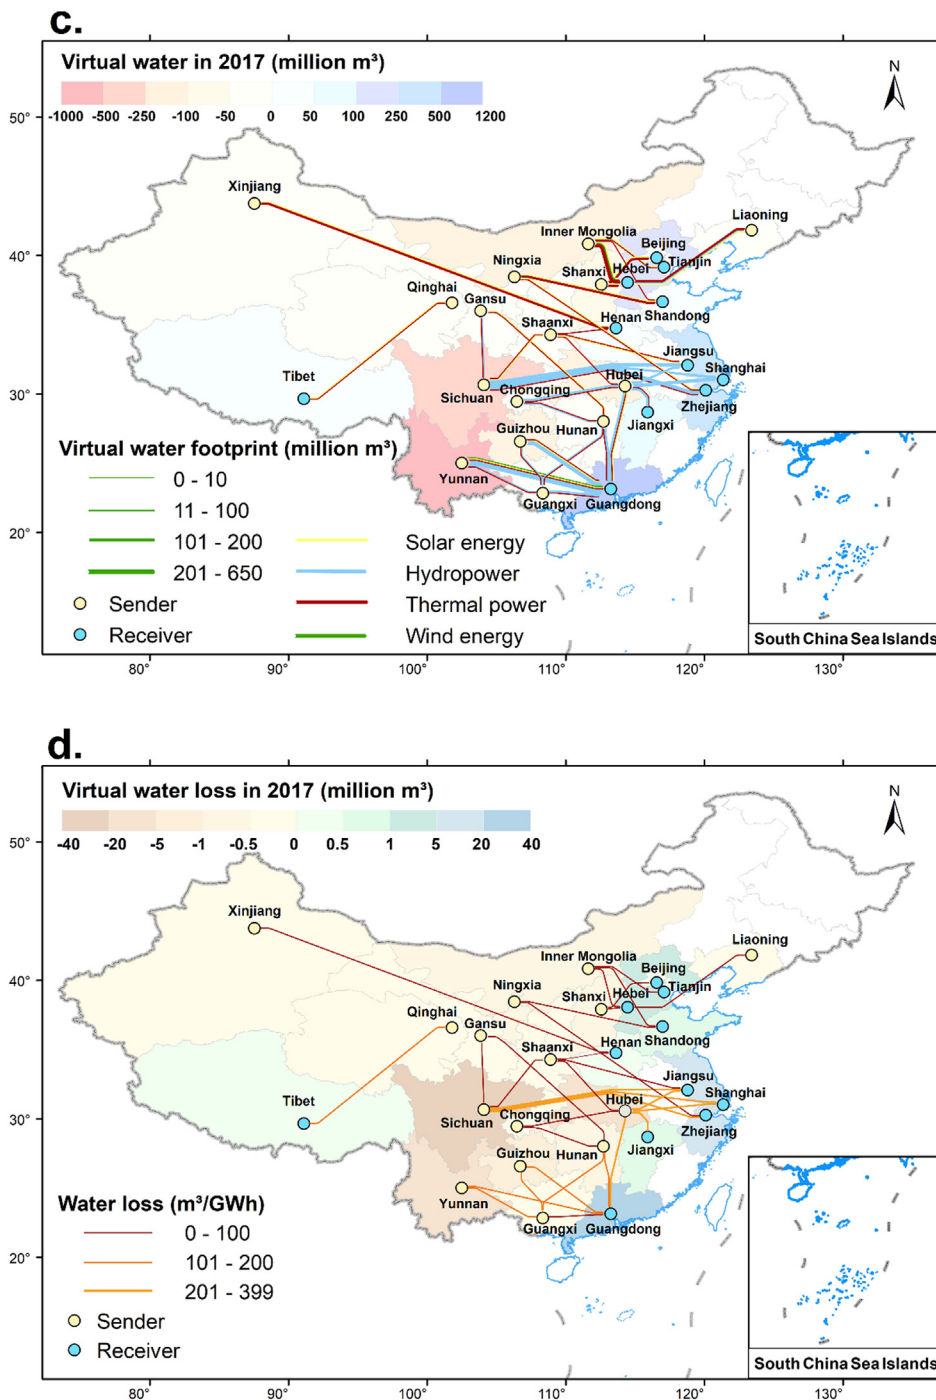 c.
Virtual water in 2017 (million m³)
-1000 -500 -250 -100 -50 0 50 100 250 500 1200
N
50°
40°
30°
20°
Xinjiang
Liaoning
Inner Mongolia
Beijing
Ningxia
Tianjin
Shanxi
Hebei
Qinghai
Gansu
Shandong
Shaanxi
Henan
Jiangsu
Tibet
Shanghai
Hubei
Sichuan
Chongqing
Zhejiang
Jiangxi
Guizhou
Hunan
Yunnan
Guangxi
Guangdong
Virtual water footprint (million m³)
0 - 10
11 - 100
101 - 200
201 - 650
Sender
Receiver
Solar energy
Hydropower
Thermal power
Wind energy
South China Sea Islands
80° 90° 100° 110° 120° 130°
d.
Virtual water loss in 2017 (million m³)
-40 -20 -5 -1 -0.5 0 0.5 1 5 20 40
N
50°
40°
30°
20°
Xinjiang
Liaoning
Inner Mongolia
Beijing
Ningxia
Tianjin
Shanxi
Hebei
Qinghai
Gansu
Shandong
Shaanxi
Henan
Jiangsu
Tibet
Shanghai
Hubei
Sichuan
Chongqing
Zhejiang
Jiangxi
Guizhou
Hunan
Yunnan
Guangxi
Guangdong
Water loss (m³/GWh)
0 - 100
101 - 200
201 - 399
Sender
Receiver
South China Sea Islands
80° 90° 100° 110° 120° 130°